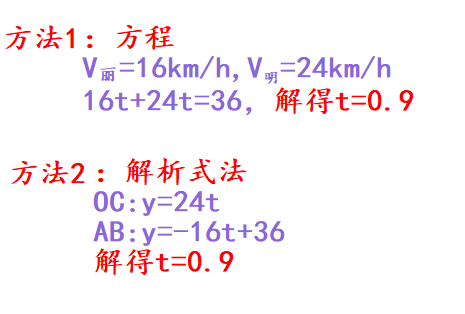 方法1：方程
V丽=16km/h,V明=24km/h
16t+24t=36，解得t=0.9
方法2：解析式法
OC:y=24t
AB:y=-16t+36
解得t=0.9